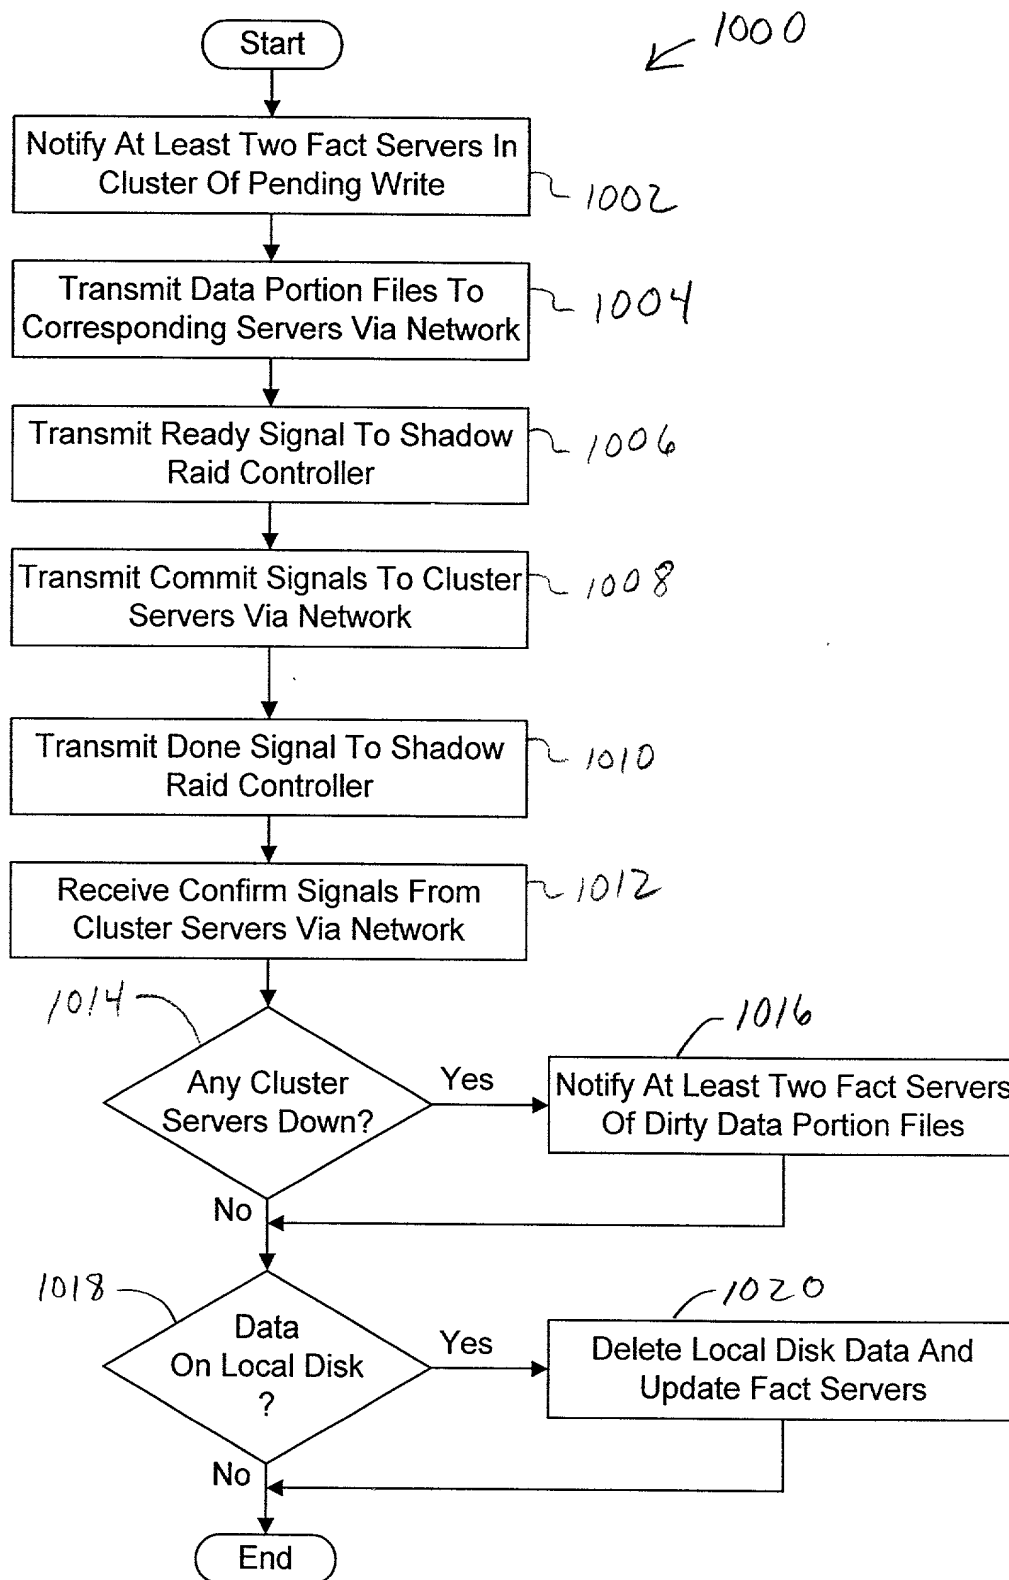 Start
1000
Notify At Least Two Fact Servers In
Cluster Of Pending Write
1002
Transmit Data Portion Files To
Corresponding Servers Via Network
1004
Transmit Ready Signal To Shadow
Raid Controller
1006
Transmit Commit Signals To Cluster
Servers Via Network
1008
Transmit Done Signal To Shadow
Raid Controller
1010
Receive Confirm Signals From
Cluster Servers Via Network
1012
1014
Any Cluster
Servers Down?
Yes
1016
Notify At Least Two Fact Servers
Of Dirty Data Portion Files
No
1018
Data
On Local Disk
?
Yes
1020
Delete Local Disk Data And
Update Fact Servers
No
End